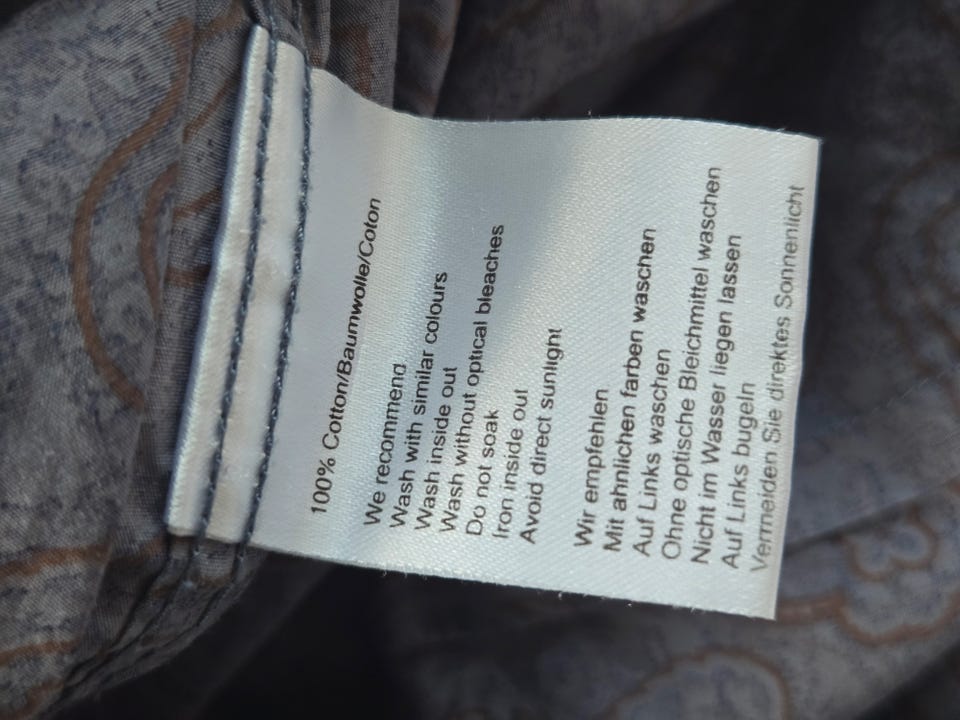 100% Cotton/Baumwolle/Coton
We recommend
Wash with similar colours
Wash inside out
Wash without optical bleaches
Do not soak
Iron inside out
Avoid direct sunlight
Wir empfehlen
Mit ahnlichen farben waschen
Auf Links waschen
Ohne optische Bleichmittel waschen
Nicht im Wasser liegen lassen
Auf Links bugeln
Vermeiden Sie direktes Sonnenlicht